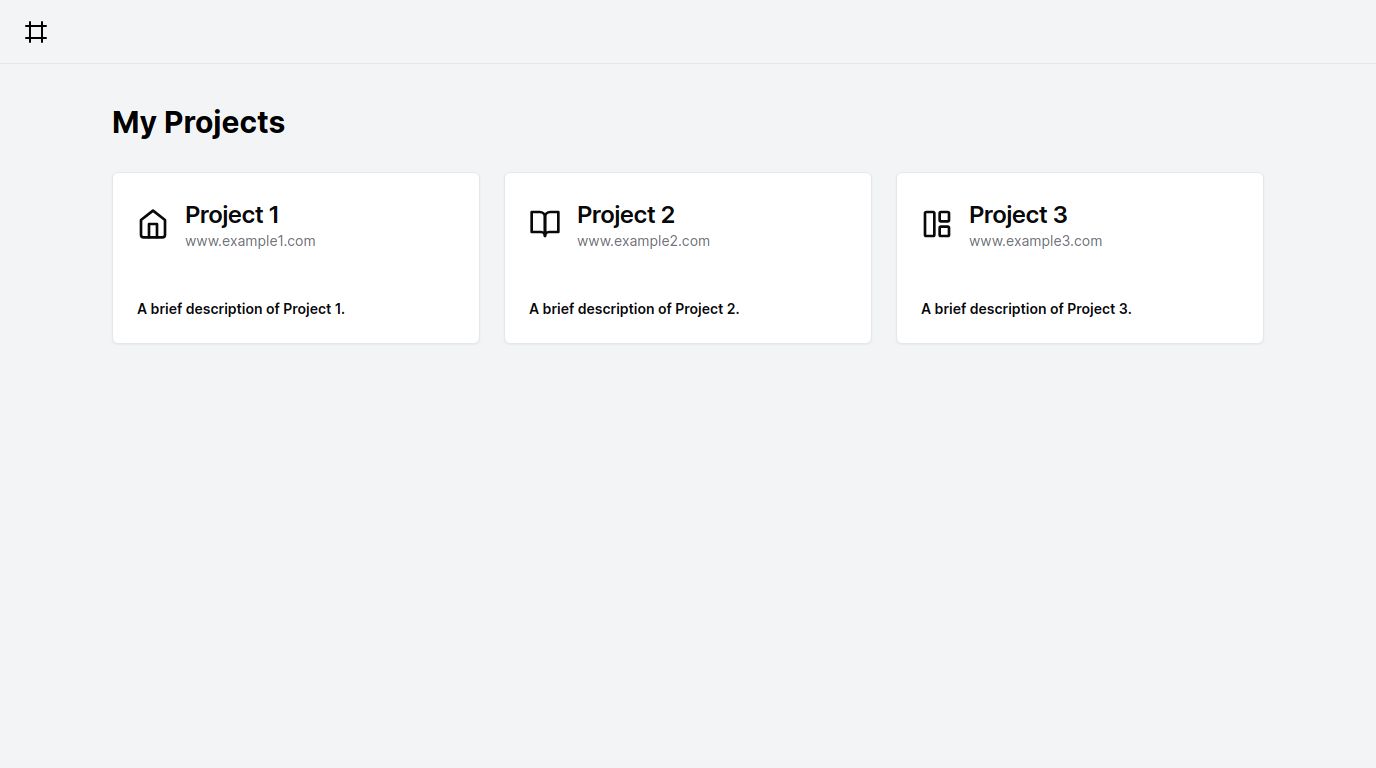 My Projects
Project 1
www.example1.com
A brief description of Project 1.
Project 2
www.example2.com
A brief description of Project 2.
Project 3
www.example3.com
A brief description of Project 3.